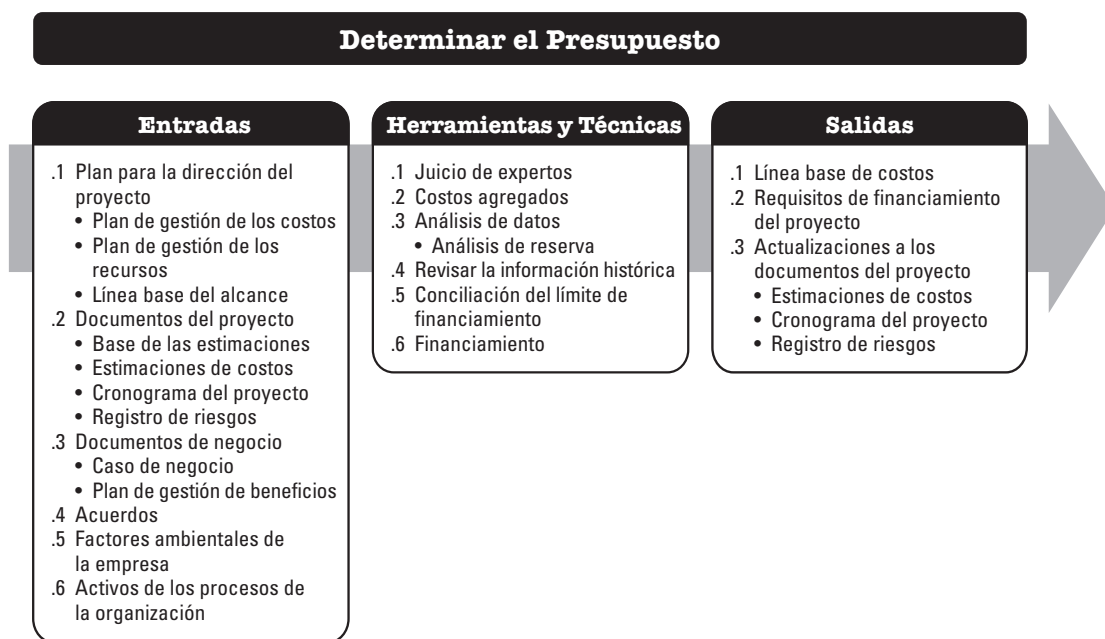 Determinar el Presupuesto
Entradas
.1 Plan para la dirección del
proyecto
• Plan de gestión de los costos
• Plan de gestión de los
recursos
• Línea base del alcance
.2 Documentos del proyecto
• Base de las estimaciones
• Estimaciones de costos
• Cronograma del proyecto
• Registro de riesgos
.3 Documentos de negocio
• Caso de negocio
• Plan de gestión de beneficios
.4 Acuerdos
.5 Factores ambientales de
la empresa
.6 Activos de los procesos de
la organización
Herramientas y Técnicas
.1 Juicio de expertos
.2 Costos agregados
.3 Análisis de datos
• Análisis de reserva
.4 Revisar la información histórica
.5 Conciliación del límite de
financiamiento
.6 Financiamiento
Salidas
.1 Línea base de costos
.2 Requisitos de financiamiento
del proyecto
.3 Actualizaciones a los
documentos del proyecto
• Estimaciones de costos
• Cronograma del proyecto
• Registro de riesgos